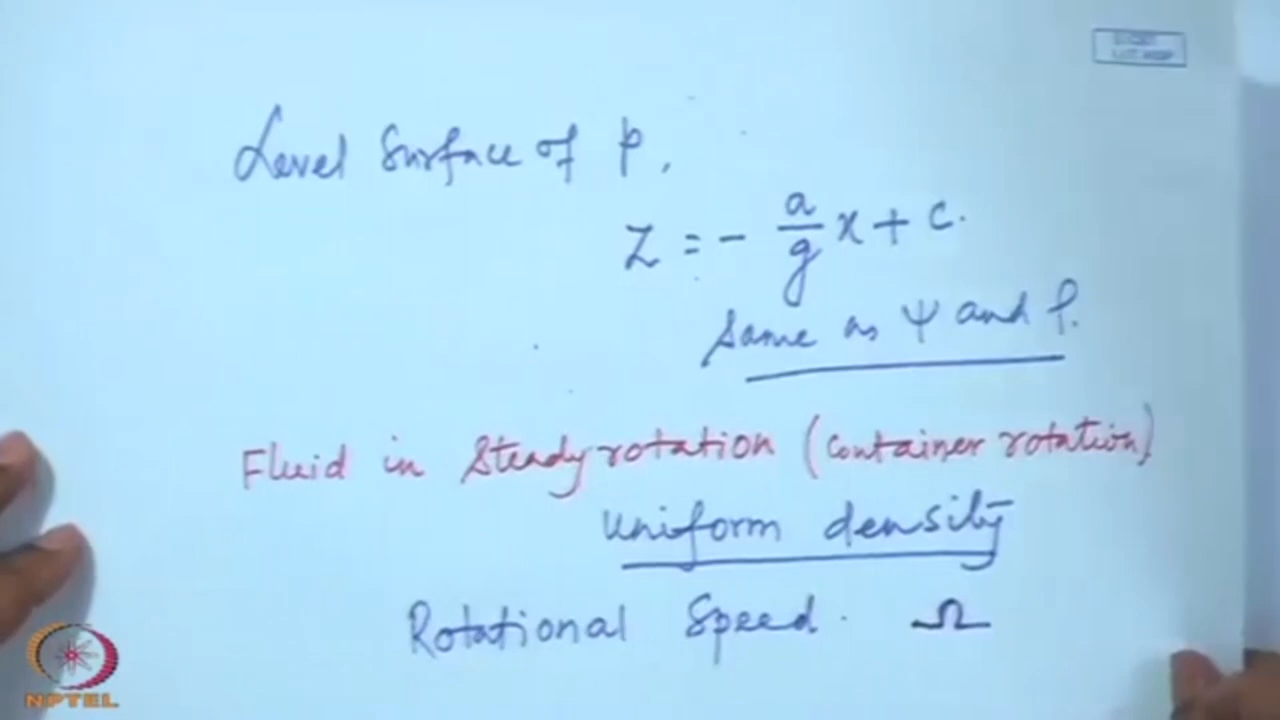 Level Surface of p,
z = - a/g x + c.
Same as ψ and ρ.
Fluid in Steady rotation (Container rotation)
Uniform density
Rotational Speed. Ω
NPTEL